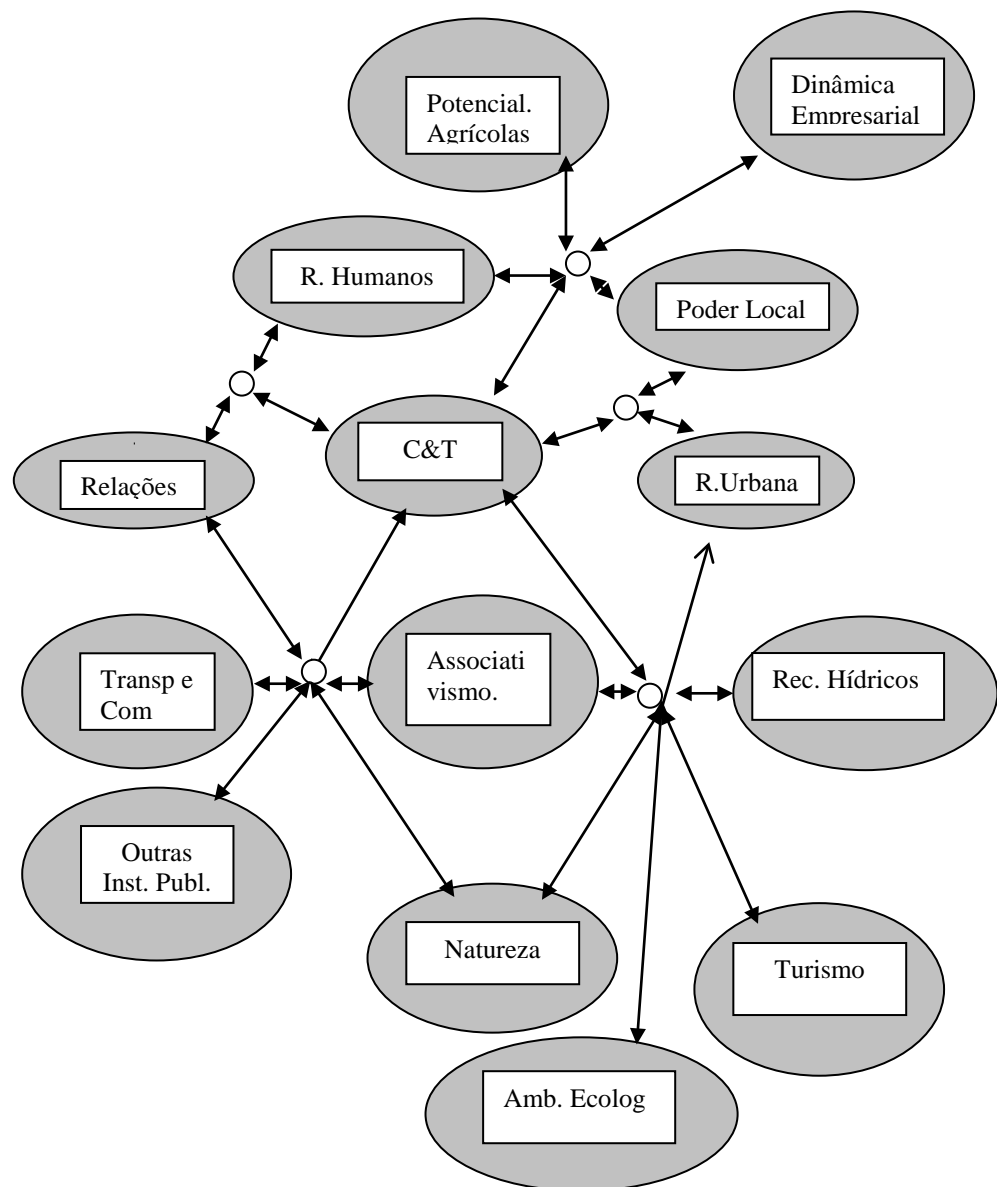 Potencial.
Agrícolas
Dinâmica
Empresarial
R. Humanos
Poder Local
C&T
Relações
R.Urbana
Transp e
Com
Associati
vismo.
Rec. Hídricos
Outras
Inst. Publ.
Natureza
Turismo
Amb. Ecolog